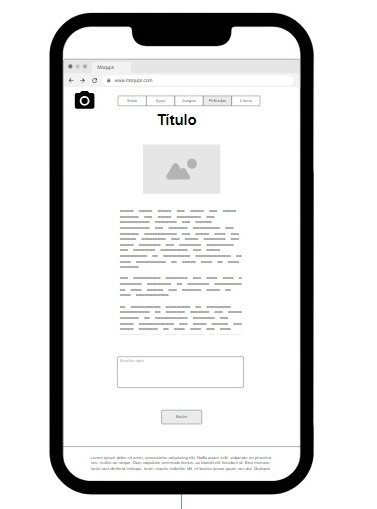 Moqups
www.moqups.com
Inicio Apps Juegos Películas Libros
Título
Escribe aquí
Botón
Lorem ipsum dolor sit amet, consectetur adipiscing elit. Nulla quam velit, vulputate eu pharetra
nec, mattis ac neque. Duis vulputate commodo lectus, ac blandit elit tincidunt id. Sed rhoncus,
tortor sed eleifend tristique, tortor mauris molestie elit, et lacinia ipsum quam nec dui. Quisque